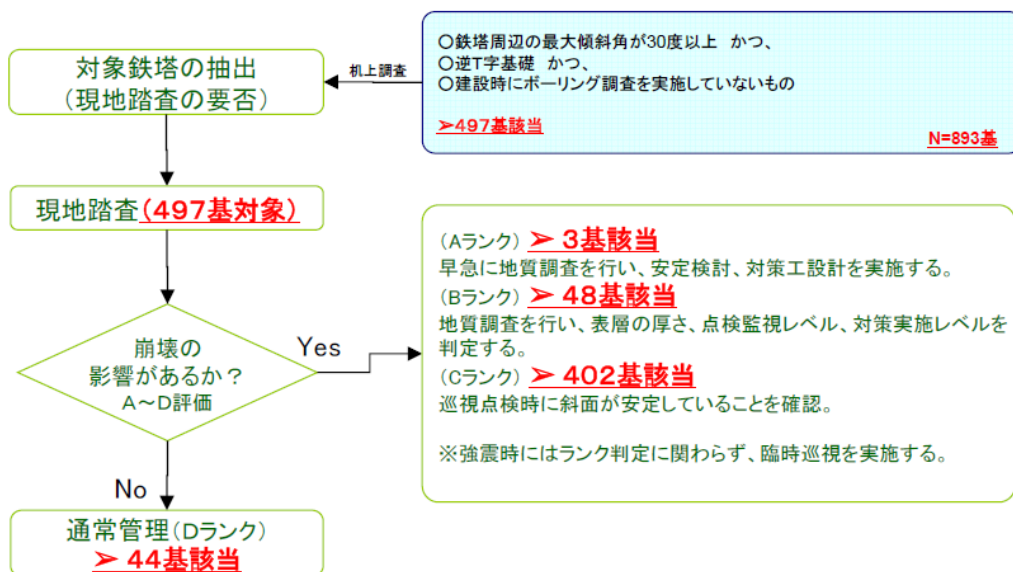 対象鉄塔の抽出
(現地踏査の要否)
机上調査
○鉄塔周辺の最大傾斜角が30度以上 かつ、
○逆T字基礎 かつ、
○建設時にボーリング調査を実施していないもの
➢497基該当
N=893基
現地踏査(497基対象)
崩壊の
影響があるか？
A～D評価
Yes
(Aランク) ➢ 3基該当
早急に地質調査を行い、安定検討、対策工設計を実施する。
(Bランク) ➢ 48基該当
地質調査を行い、表層の厚さ、点検監視レベル、対策実施レベルを
判定する。
(Cランク) ➢ 402基該当
巡視点検時に斜面が安定していることを確認。
※強震時にはランク判定に関わらず、臨時巡視を実施する。
No
通常管理(Dランク)
➢ 44基該当